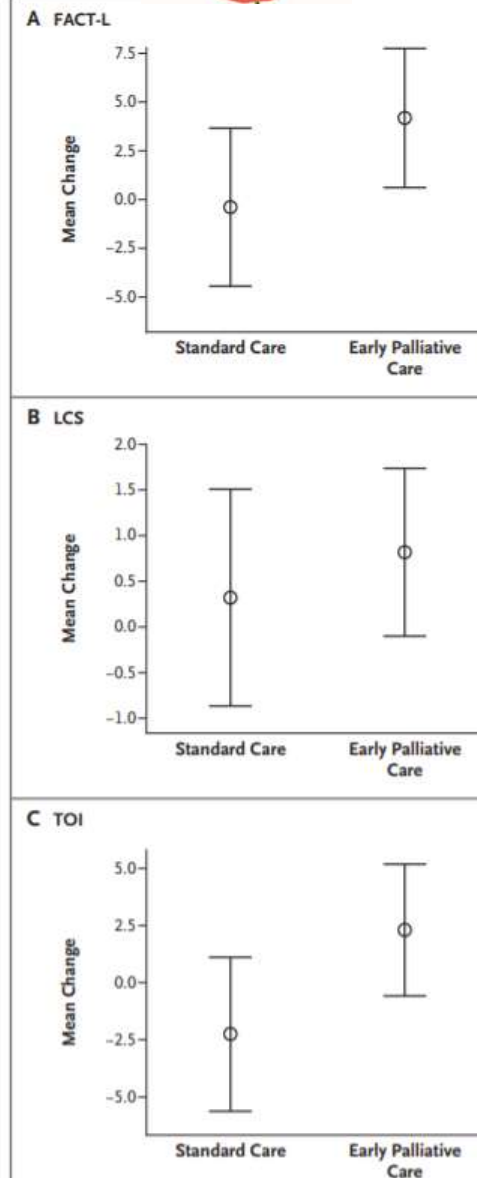 A FACT-L
7.5
5.0
2.5
0.0
−2.5
−5.0
Mean Change
Standard Care
Early Palliative
Care
B LCS
2.0
1.5
1.0
0.5
0.0
−0.5
−1.0
Mean Change
Standard Care
Early Palliative
Care
C TOI
5.0
2.5
0.0
−2.5
−5.0
Mean Change
Standard Care
Early Palliative
Care